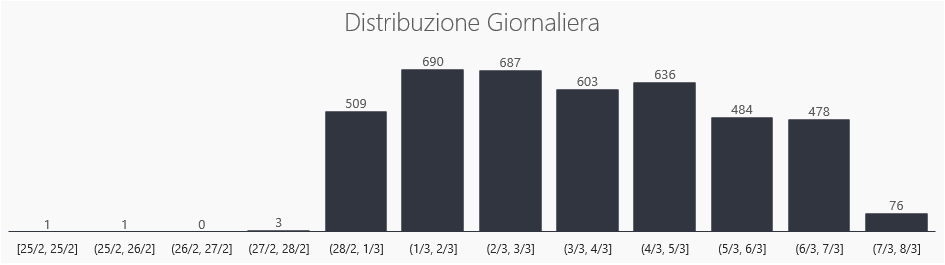 Distribuzione Giornaliera
1 1 0 3 509 690 687 603 636 484 478 76
[25/2, 25/2] (25/2, 26/2] (26/2, 27/2] (27/2, 28/2] (28/2, 1/3] (1/3, 2/3] (2/3, 3/3] (3/3, 4/3] (4/3, 5/3] (5/3, 6/3] (6/3, 7/3] (7/3, 8/3]